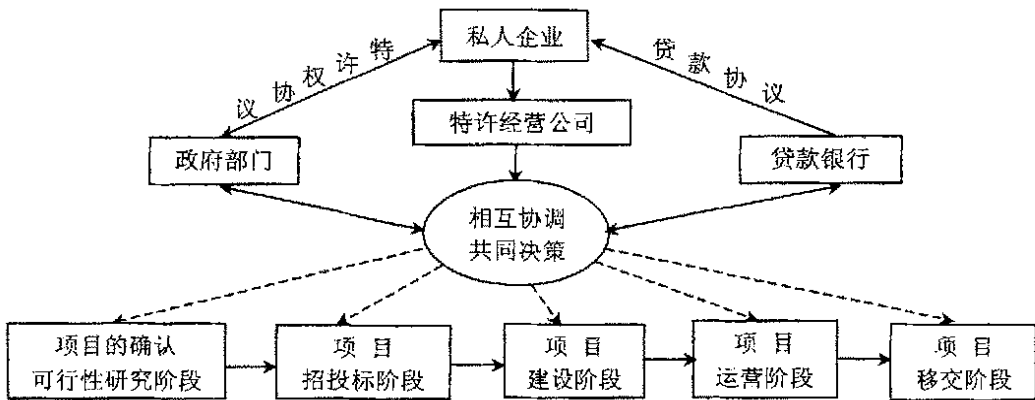 私人企业
特许权协议
贷款协议
特许经营公司
政府部门
贷款银行
相互协调
共同决策
项目的确认
可行性研究阶段
项目
招投标阶段
项目
建设阶段
项目
运营阶段
项目
移交阶段